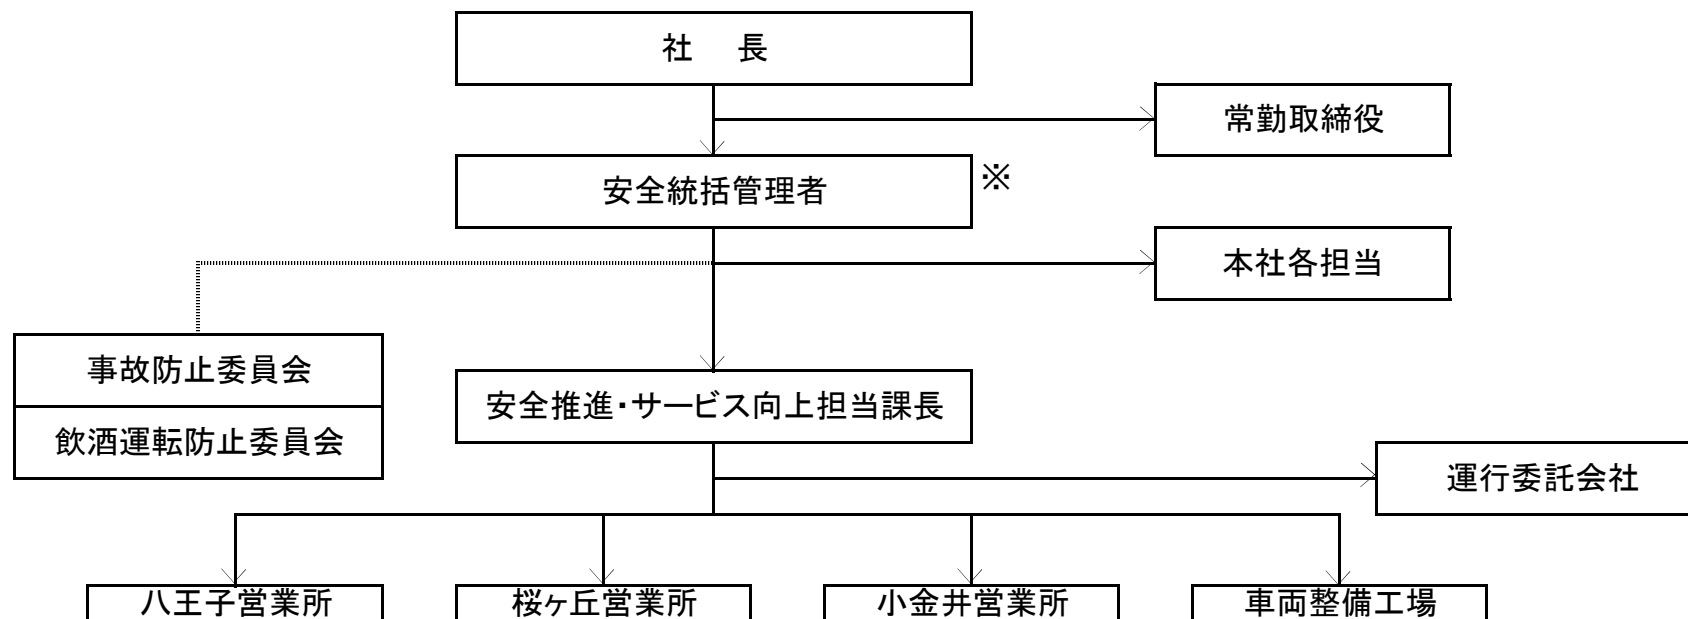 社　長
常勤取締役
安全統括管理者
※
本社各担当
事故防止委員会
安全推進・サービス向上担当課長
飲酒運転防止委員会
運行委託会社
八王子営業所
桜ヶ丘営業所
小金井営業所
車両整備工場